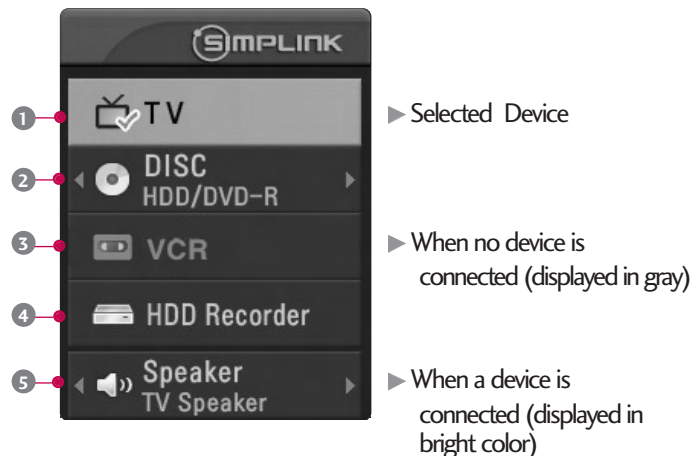 SIMPLINK
1 TV
Selected Device
2 DISC
HDD/DVD-R
3 VCR
When no device is
connected (displayed in gray)
4 HDD Recorder
5 Speaker
TV Speaker
When a device is
connected (displayed in
bright color)